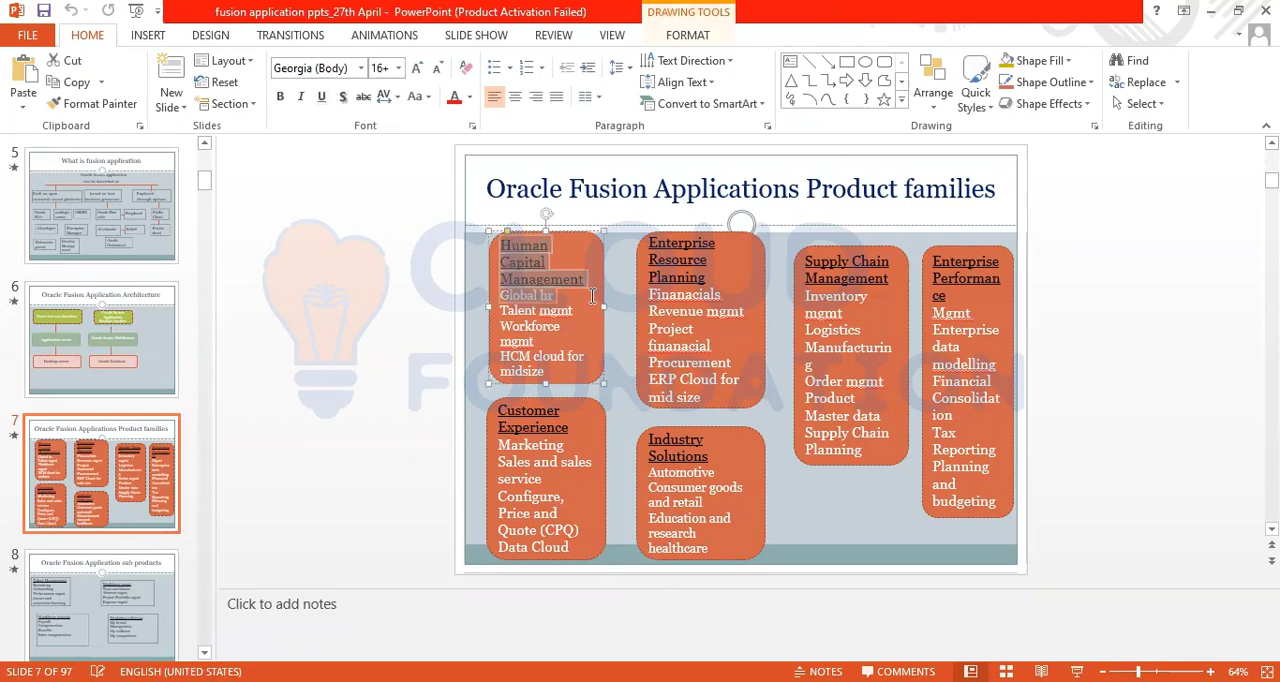 fusion application ppts_27th April - PowerPoint (Product Activation Failed)
DRAWING TOOLS
FILE HOME INSERT DESIGN TRANSITIONS ANIMATIONS SLIDE SHOW REVIEW VIEW FORMAT
Paste
Cut
Copy
Format Painter
Clipboard
New
Slide
Layout
Reset
Section
Slides
Georgia (Body) 16+
Font
Text Direction
Align Text
Convert to SmartArt
Paragraph
Arrange
Quick
Styles
Shape Fill
Shape Outline
Shape Effects
Drawing
Find
Replace
Select
Editing
5
What is fusion application
6
Oracle Fusion Application Architecture
7
Oracle Fusion Applications Product families
8
Oracle Fusion Application sub products
CLOUD
FOUNDATION
Oracle Fusion Applications Product families
Human
Capital
Management
Global hr
Talent mgmt
Workforce
mgmt
HCM cloud for
midsize
Customer
Experience
Marketing
Sales and sales
service
Configure,
Price and
Quote (CPQ)
Data Cloud
Enterprise
Resource
Planning
Finanacials
Revenue mgmt
Project
finanacial
Procurement
ERP Cloud for
mid size
Industry
Solutions
Automotive
Consumer goods
and retail
Education and
research
healthcare
Supply Chain
Management
Inventory
mgmt
Logistics
Manufacturin
g
Order mgmt
Product
Master data
Supply Chain
Planning
Enterprise
Performan
ce
Mgmt
Enterprise
data
modelling
Financial
Consolidat
ion
Tax
Reporting
Planning
and
budgeting
Click to add notes
SLIDE 7 OF 97 ENGLISH (UNITED STATES) NOTES COMMENTS 64%